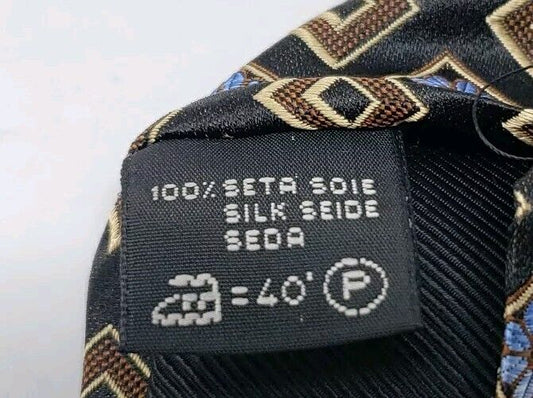 100% SETA SOIE
SILK SEIDE
SEDA
=40° P